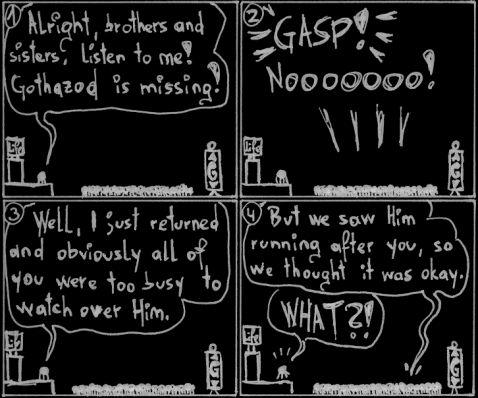 1
Alright, brothers and
sisters, listen to me!
Gothazod is missing!
2
GASP!
Nooooooo!
3
Well, I just returned
and obviously all of
you were too busy to
watch over Him.
4
But we saw Him
running after you, so
we thought it was okay.
WHAT?!